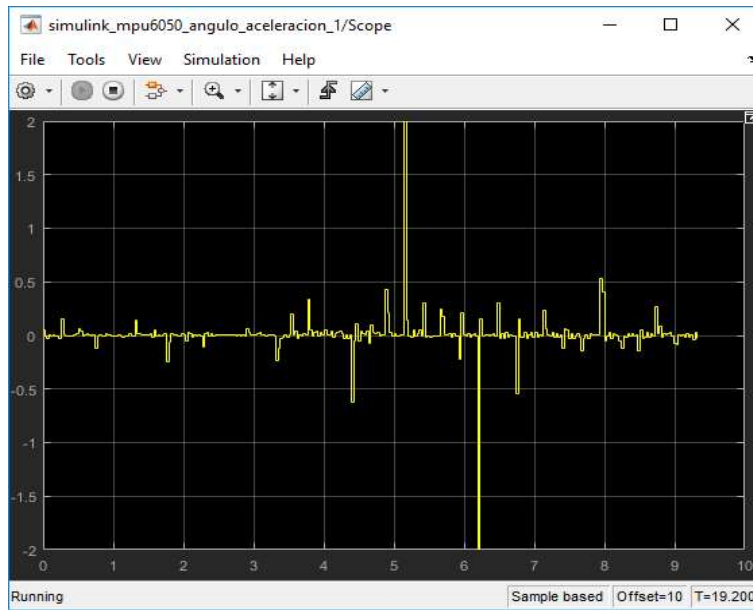 simulink_mpu6050_angulo_aceleracion_1/Scope
File Tools View Simulation Help
2
1.5
1
0.5
0
-0.5
-1
-1.5
-2
0 1 2 3 4 5 6 7 8 9 10
Running Sample based Offset=10 T=19.200